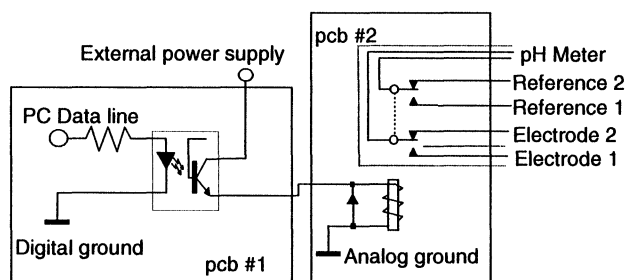 pcb #2
External power supply
pH Meter
Reference 2
PC Data line
Reference 1
Electrode 2
Electrode 1
Digital ground
Analog ground
pcb #1